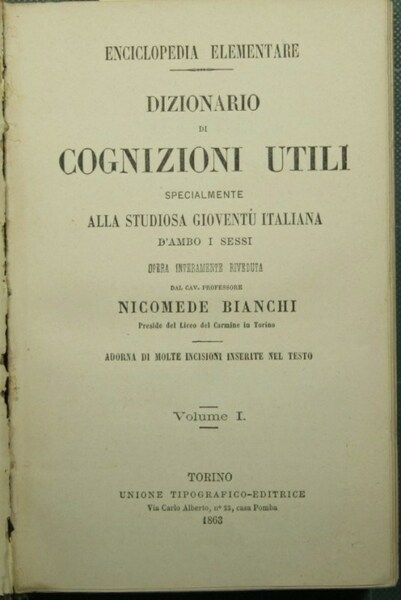 ENCICLOPEDIA ELEMENTARE
DIZIONARIO
DI
COGNIZIONI UTILI
SPECIALMENTE
ALLA STUDIOSA GIOVENTÙ ITALIANA
D'AMBO I SESSI
OPERA INTERAMENTE RIVEDUTA
DAL CAV. PROFESSORE
NICOMEDE BIANCHI
Preside del Liceo del Carmine in Torino
ADORNA DI MOLTE INCISIONI INSERITE NEL TESTO
Volume I.
TORINO
UNIONE TIPOGRAFICO-EDITRICE
Via Carlo Alberto, n° 33, casa Pomba
1863